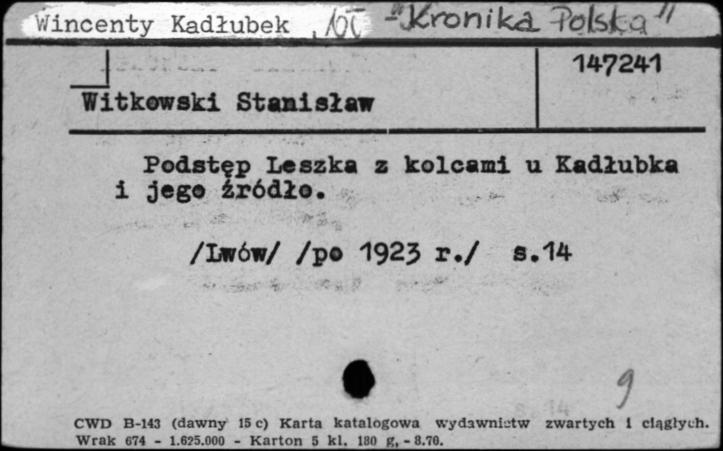 Wincenty Kadłubek, - "Kronika Polska"
147241
Witkowski Stanisław
Podstęp Leszka z kolcami u Kadłubka
i jego źródło.
/Lwów/ /po 1923 r./ s.14
9
CWD B-143 (dawny 15 c) Karta katalogowa wydawnictw zwartych i ciągłych.
Wrak 674 - 1.625.000 - Karton 5 kl. 180 g, - 8.70.